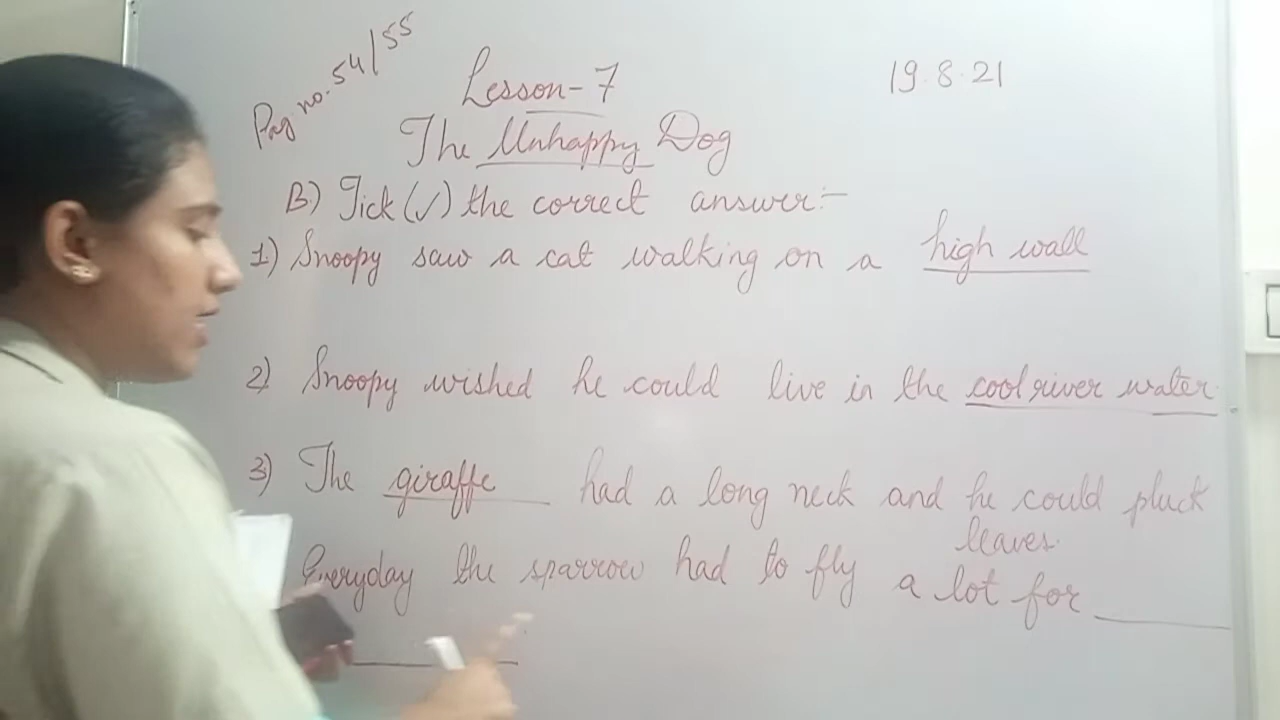 Pag no. 54/55
Lesson-7
19.8.21
The Unhappy Dog
B.) Tick (✓) the correct answer:-
1) Snoopy saw a cat walking on a high wall
2) Snoopy wished he could live in the cool river water.
3) The giraffe had a long neck and he could pluck
leaves.
Everyday the sparrow had to fly a lot for ______
______